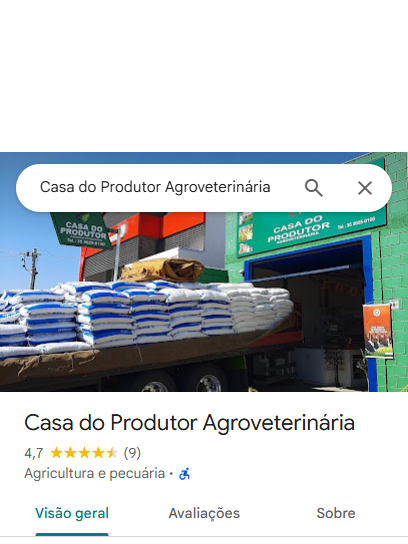 Casa do Produtor Agroveterinária
CASA DO
PRODUTOR
CASA DO
PRODUTOR
AGROVETERINÁRIA
Casa do Produtor Agroveterinária
4,7 (9)
Agricultura e pecuária ·
Visão geral
Avaliações
Sobre